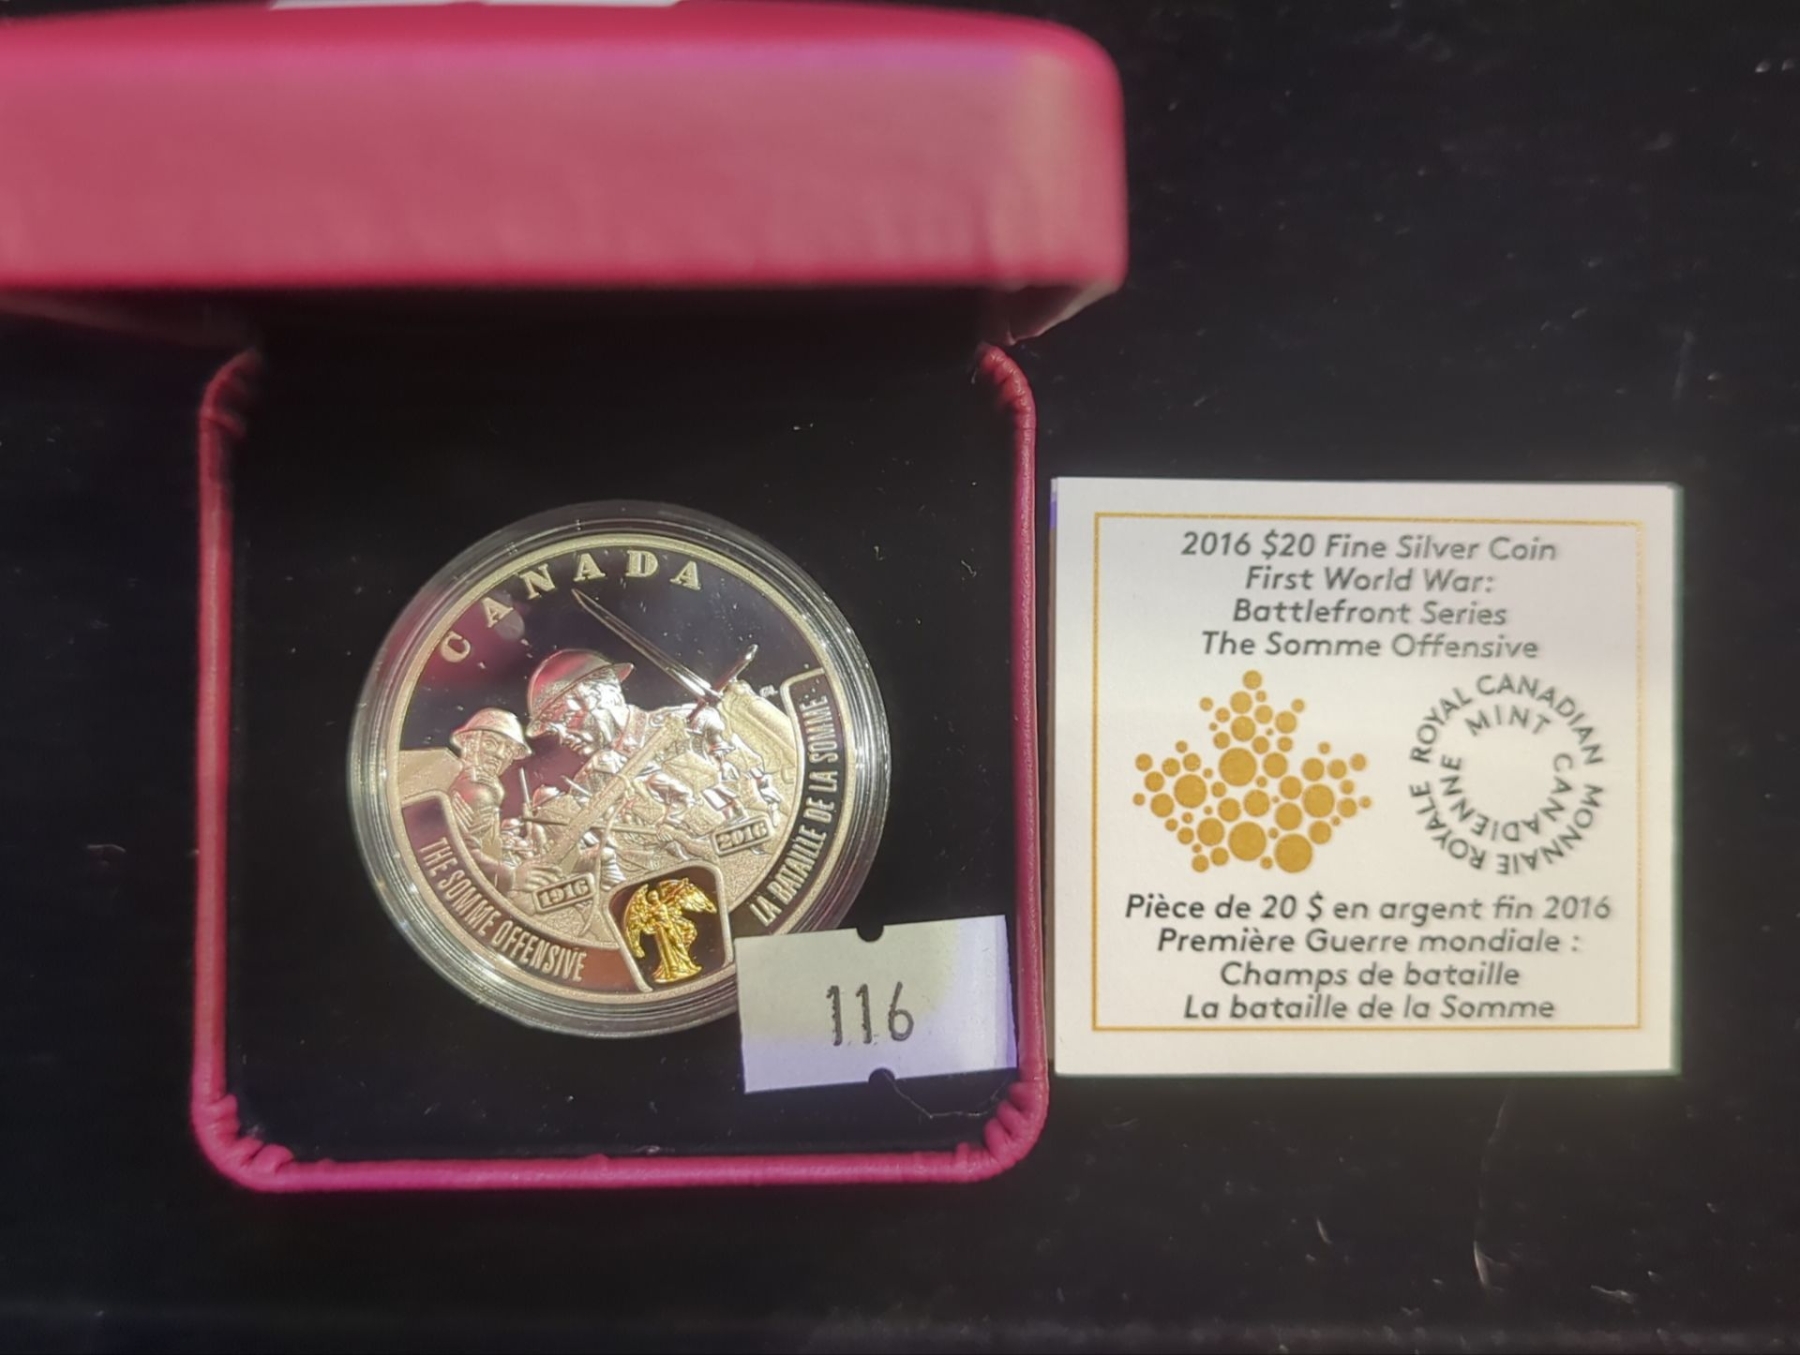 CANADA
1916
2016
THE SOMME OFFENSIVE
LA BATAILLE DE LA SOMME
116
2016 $20 Fine Silver Coin
First World War:
Battlefront Series
The Somme Offensive
ROYAL CANADIAN MINT
MONNAIE ROYALE CANADIENNE
Pièce de 20 $ en argent fin 2016
Première Guerre mondiale :
Champs de bataille
La bataille de la Somme